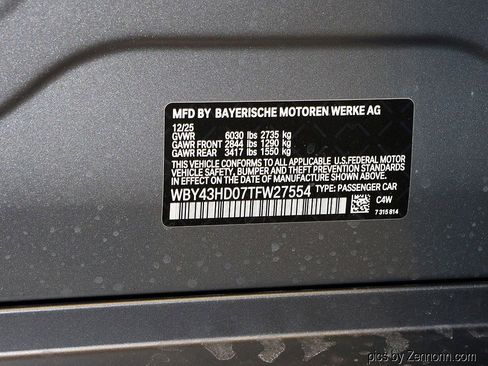 MFD BY BAYERISCHE MOTOREN WERKE AG
12/25
GVWR 6030 lbs 2735 kg
GAWR FRONT 2844 lbs 1290 kg
GAWR REAR 3417 lbs 1550 kg
THIS VEHICLE CONFORMS TO ALL APPLICABLE U.S. FEDERAL MOTOR
VEHICLE SAFETY, BUMPER AND THEFT PREVENTION STANDARDS
IN EFFECT ON THE DATE OF MANUFACTURE SHOWN ABOVE.
WBY43HD07TFW27554 TYPE: PASSENGER CAR
C4W
7 315 814
pics by Zennorin.com